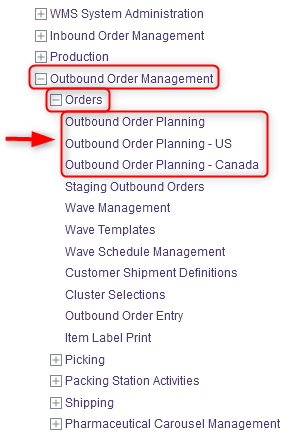 WMS System Administration
Inbound Order Management
Production
Outbound Order Management
Orders
Outbound Order Planning
Outbound Order Planning - US
Outbound Order Planning - Canada
Staging Outbound Orders
Wave Management
Wave Templates
Wave Schedule Management
Customer Shipment Definitions
Cluster Selections
Outbound Order Entry
Item Label Print
Picking
Packing Station Activities
Shipping
Pharmaceutical Carousel Management